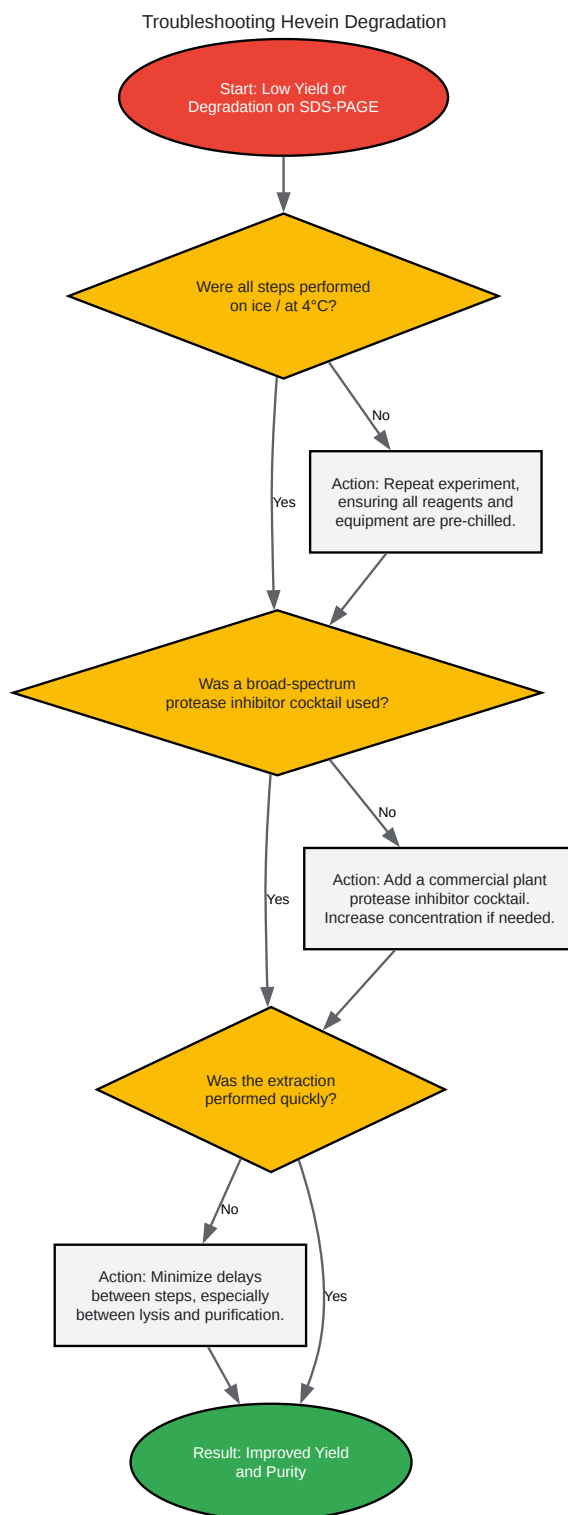 Troubleshooting Hevein Degradation
Start: Low Yield or
Degradation on SDS-PAGE
Were all steps performed
on ice / at 4°C?
No
Action: Repeat experiment,
ensuring all reagents and
equipment are pre-chilled.
Yes
Was a broad-spectrum
protease inhibitor cocktail used?
No
Action: Add a commercial plant
protease inhibitor cocktail.
Increase concentration if needed.
Yes
Was the extraction
performed quickly?
No
Action: Minimize delays
between steps, especially
between lysis and purification.
Yes
Result: Improved Yield
and Purity